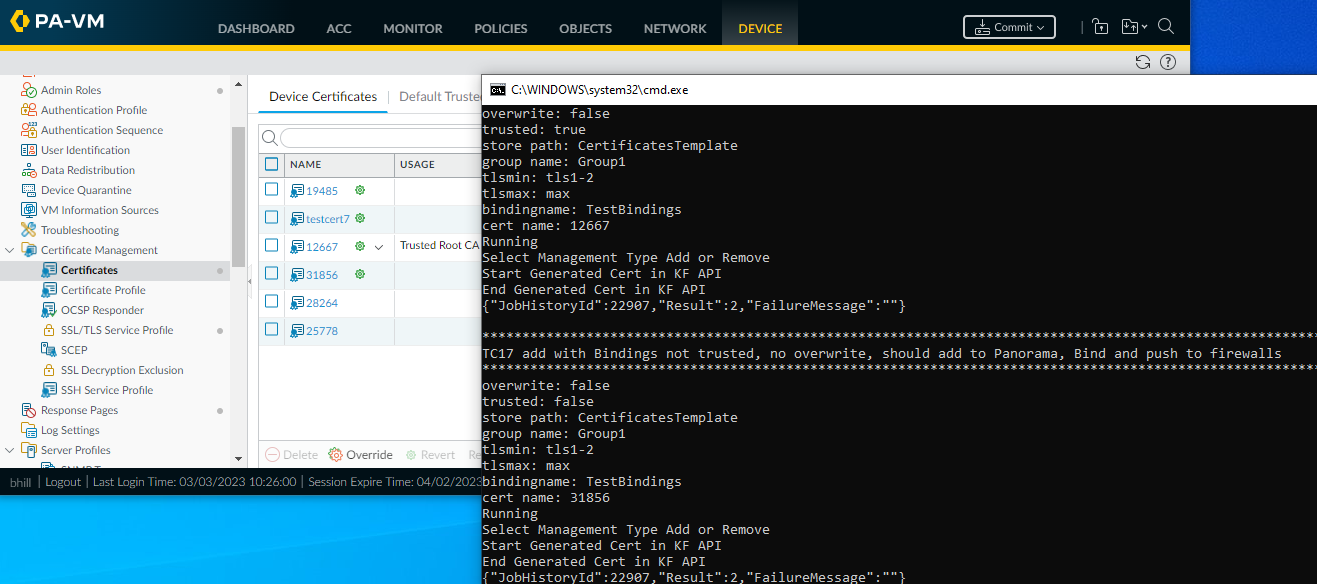 PA-VM
DASHBOARD ACC MONITOR POLICIES OBJECTS NETWORK DEVICE Commit
Admin Roles
Authentication Profile
Authentication Sequence
User Identification
Data Redistribution
Device Quarantine
VM Information Sources
Troubleshooting
Certificate Management
Certificates
Certificate Profile
OCSP Responder
SSL/TLS Service Profile
SCEP
SSL Decryption Exclusion
SSH Service Profile
Response Pages
Log Settings
Server Profiles
Device Certificates Default Truste
NAME USAGE
19485
testcert7
12667 Trusted Root CA
31856
28264
25778
Delete Override Revert Re
bhill | Logout | Last Login Time: 03/03/2023 10:26:00 | Session Expire Time: 04/02/2023
C:\WINDOWS\system32\cmd.exe
overwrite: false
trusted: true
store path: CertificatesTemplate
group name: Group1
tlsmin: tls1-2
tlsmax: max
bindingname: TestBindings
cert name: 12667
Running
Select Management Type Add or Remove
Start Generated Cert in KF API
End Generated Cert in KF API
{"JobHistoryId":22907,"Result":2,"FailureMessage":""}
*********************************************************************************************************
TC17 add with Bindings not trusted, no overwrite, should add to Panorama, Bind and push to firewalls
*********************************************************************************************************
overwrite: false
trusted: false
store path: CertificatesTemplate
group name: Group1
tlsmin: tls1-2
tlsmax: max
bindingname: TestBindings
cert name: 31856
Running
Select Management Type Add or Remove
Start Generated Cert in KF API
End Generated Cert in KF API
{"JobHistoryId":22907,"Result":2,"FailureMessage":""}